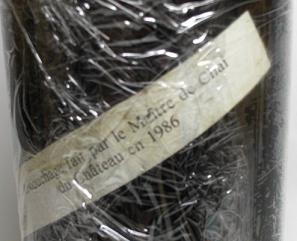 fait par le Maître de Chai
du Château en 1986